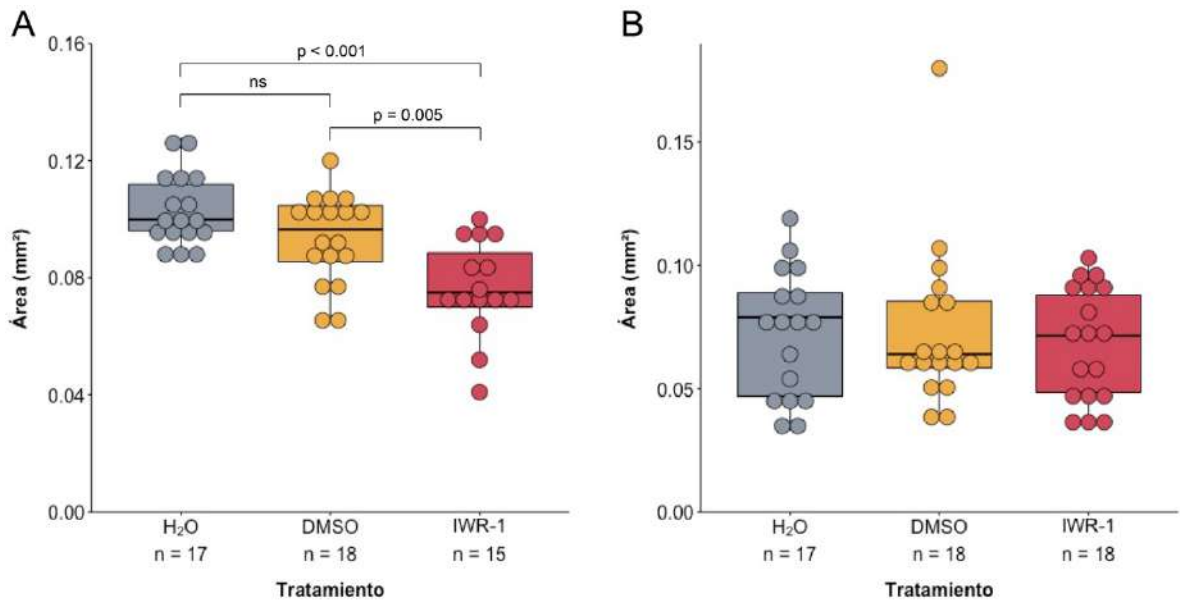 A
Área (mm²)
0.16
0.12
0.08
0.04
0.00
p < 0.001
ns
p = 0.005
H₂O
DMSO
IWR-1
n = 17
n = 18
n = 15
Tratamiento
B
Área (mm²)
0.15
0.10
0.05
0.00
H₂O
DMSO
IWR-1
n = 17
n = 18
n = 18
Tratamiento